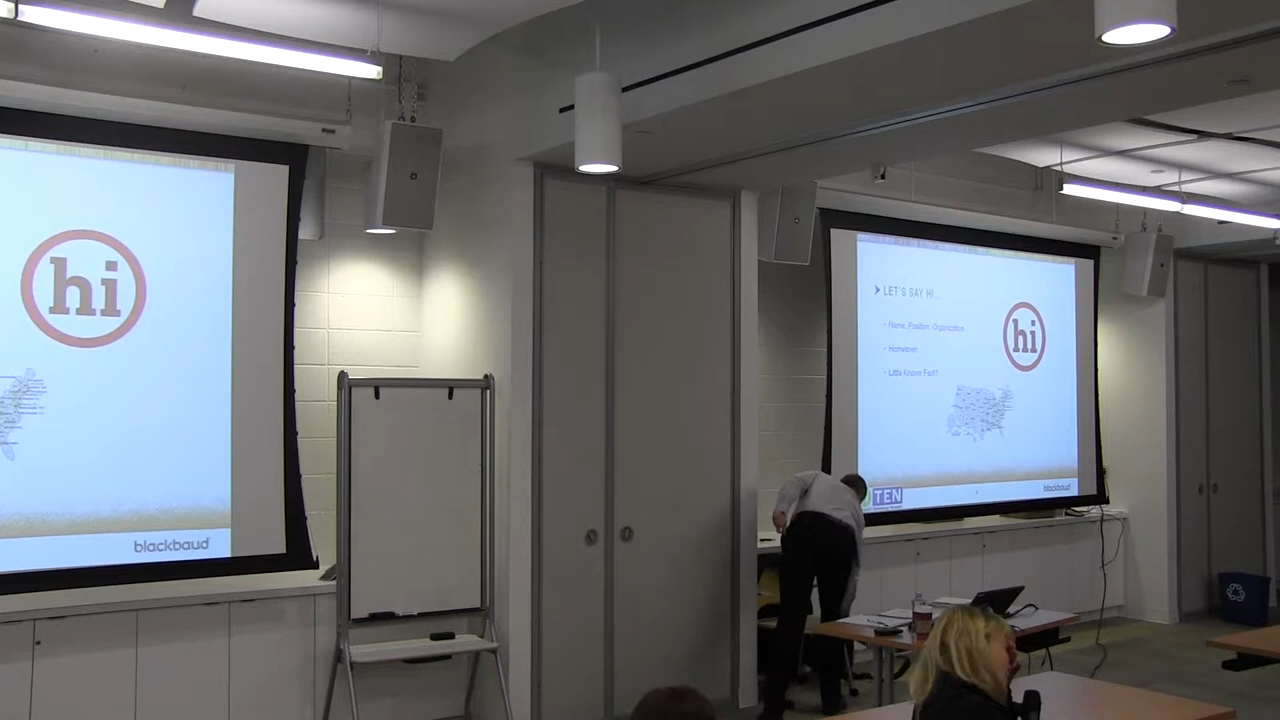 hi
blackbaud
LET'S SAY HI...
- Name, Position, Organization
- Hometown
- Little Known Fact?
hi
TEN
blackbaud